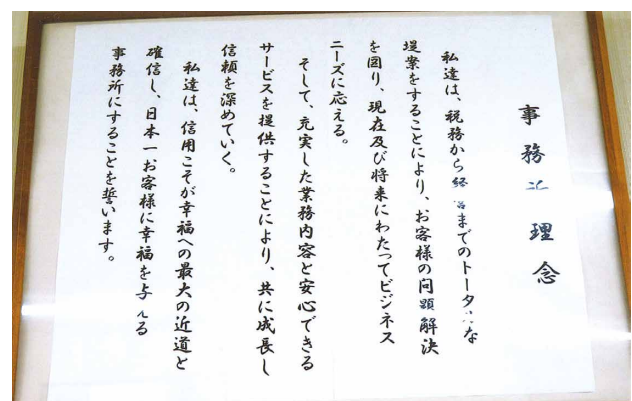 事務所理念
私達は、税務から経営までのトータルな
提案をすることにより、お客様の問題解決
を図り、現在及び将来にわたってビジネス
ニーズに応える。
そして、充実した業務内容と安心できる
サービスを提供することにより、共に成長し
信頼を深めていく。
私達は、信用こそが幸福への最大の近道と
確信し、日本一お客様に幸福を与える
事務所にすることを誓います。